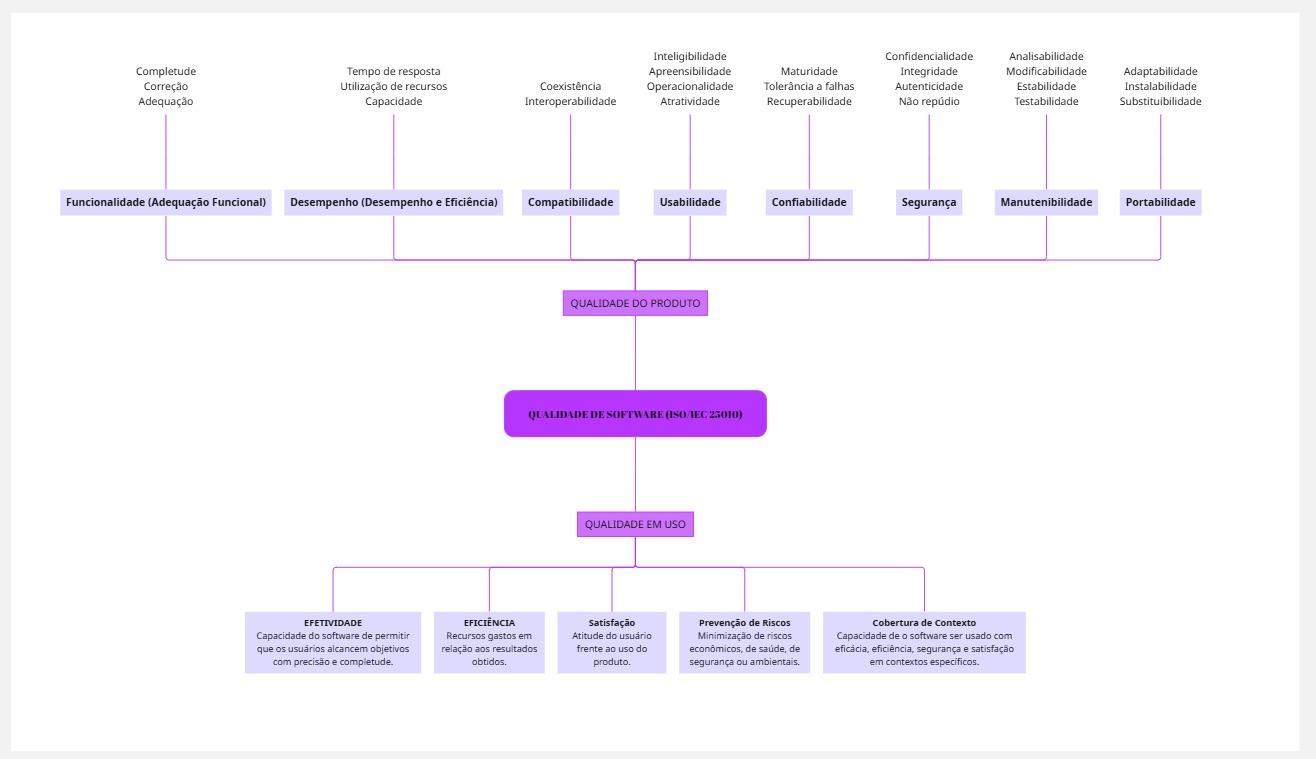 Completude
Correção
Adequação
Tempo de resposta
Utilização de recursos
Capacidade
Coexistência
Interoperabilidade
Inteligibilidade
Apreensibilidade
Operacionalidade
Atratividade
Maturidade
Tolerância a falhas
Recuperabilidade
Confidencialidade
Integridade
Autenticidade
Não repúdio
Analisabilidade
Modificabilidade
Estabilidade
Testabilidade
Adaptabilidade
Instalabilidade
Substituibilidade
Funcionalidade (Adequação Funcional)
Desempenho (Desempenho e Eficiência)
Compatibilidade
Usabilidade
Confiabilidade
Segurança
Manutenibilidade
Portabilidade
QUALIDADE DO PRODUTO
QUALIDADE DE SOFTWARE (ISO/IEC 25010)
QUALIDADE EM USO
EFETIVIDADE
Capacidade do software de permitir
que os usuários alcancem objetivos
com precisão e completude.
EFICIÊNCIA
Recursos gastos em
relação aos resultados
obtidos.
Satisfação
Atitude do usuário
frente ao uso do
produto.
Prevenção de Riscos
Minimização de riscos
econômicos, de saúde, de
segurança ou ambientais.
Cobertura de Contexto
Capacidade de o software ser usado com
eficácia, eficiência, segurança e satisfação
em contextos específicos.